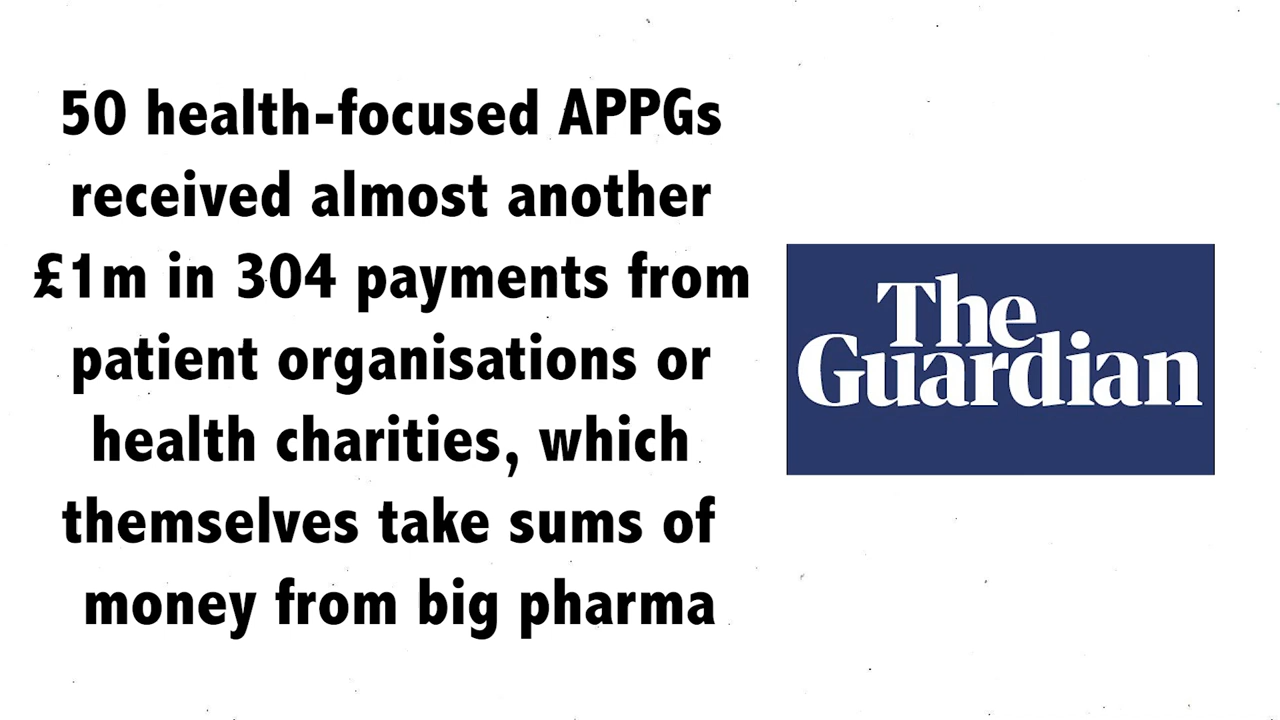 50 health-focused APPGs
received almost another
£1m in 304 payments from
patient organisations or
health charities, which
themselves take sums of
money from big pharma
The
Guardian